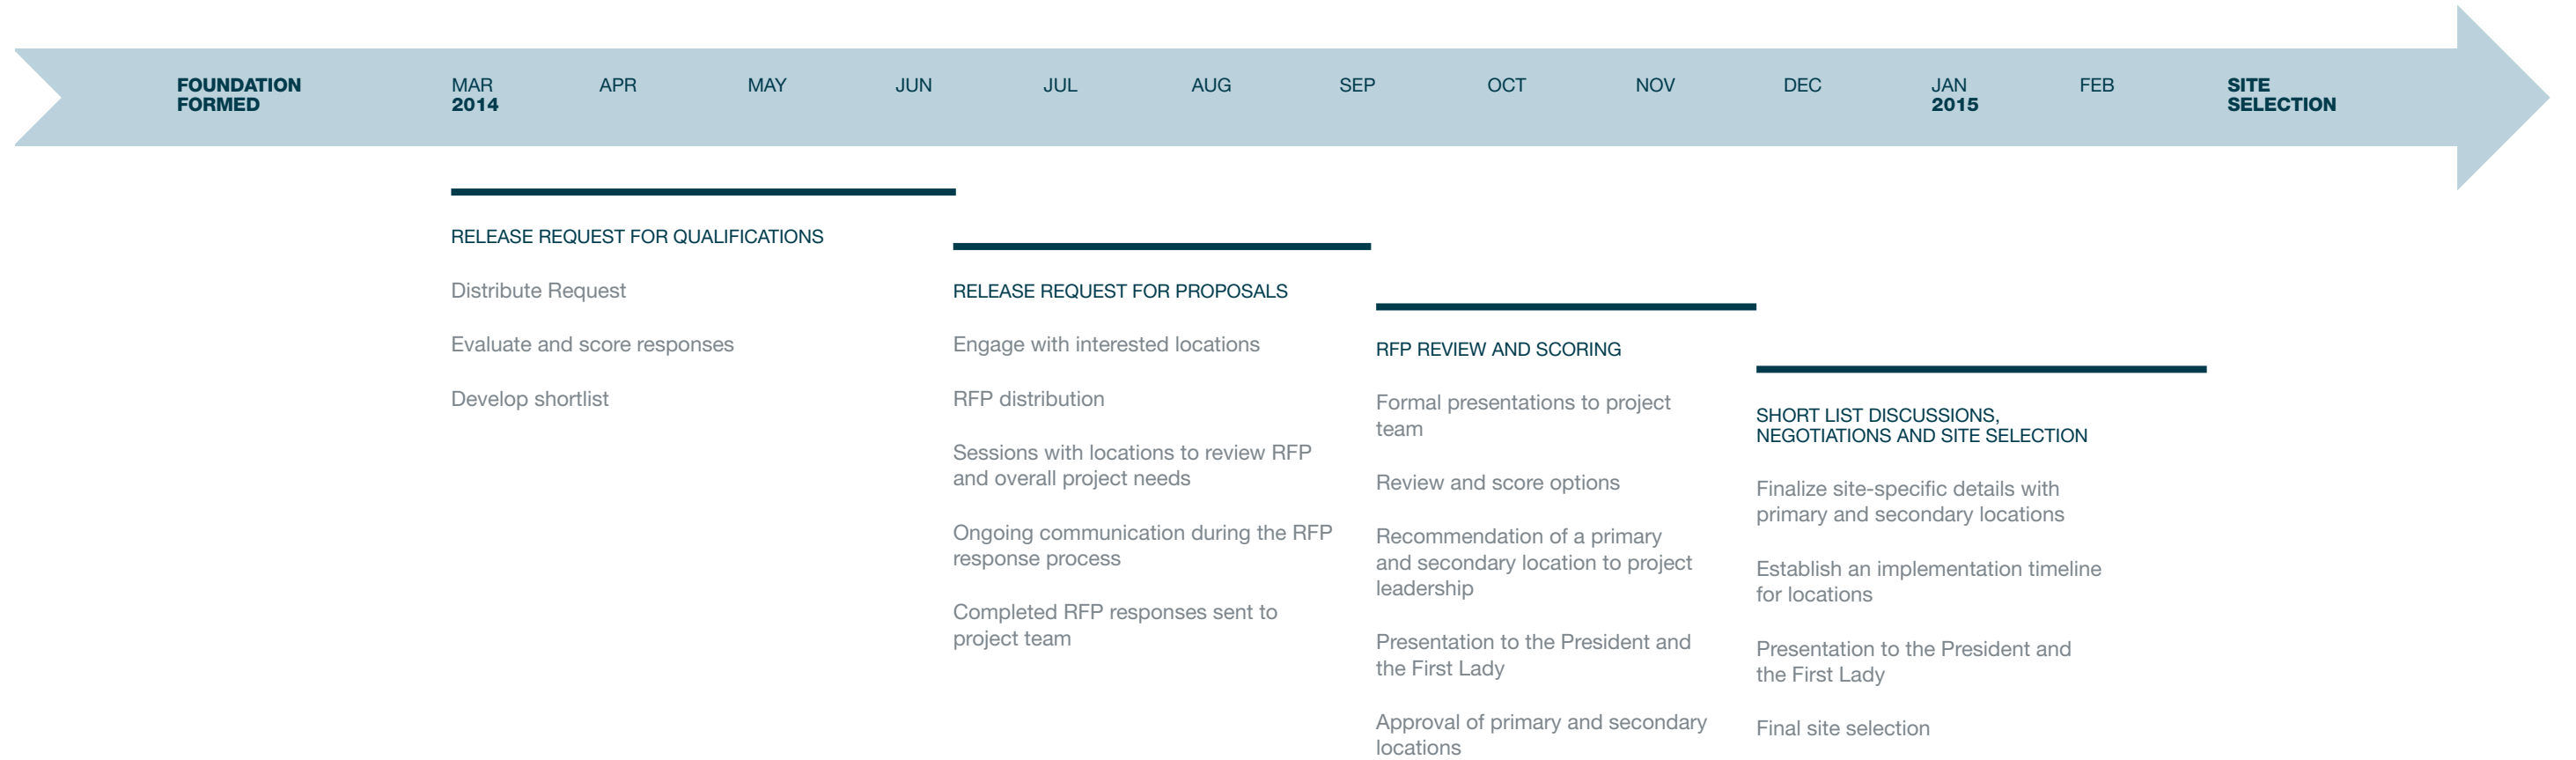 FOUNDATION
FORMED
MAR
2014
APR
MAY
JUN
JUL
AUG
SEP
OCT
NOV
DEC
JAN
2015
FEB
SITE
SELECTION
RELEASE REQUEST FOR QUALIFICATIONS
Distribute Request
Evaluate and score responses
Develop shortlist
RELEASE REQUEST FOR PROPOSALS
Engage with interested locations
RFP distribution
Sessions with locations to review RFP
and overall project needs
Ongoing communication during the RFP
response process
Completed RFP responses sent to
project team
RFP REVIEW AND SCORING
Formal presentations to project
team
Review and score options
Recommendation of a primary
and secondary location to project
leadership
Presentation to the President and
the First Lady
Approval of primary and secondary
locations
SHORT LIST DISCUSSIONS,
NEGOTIATIONS AND SITE SELECTION
Finalize site-specific details with
primary and secondary locations
Establish an implementation timeline
for locations
Presentation to the President and
the First Lady
Final site selection